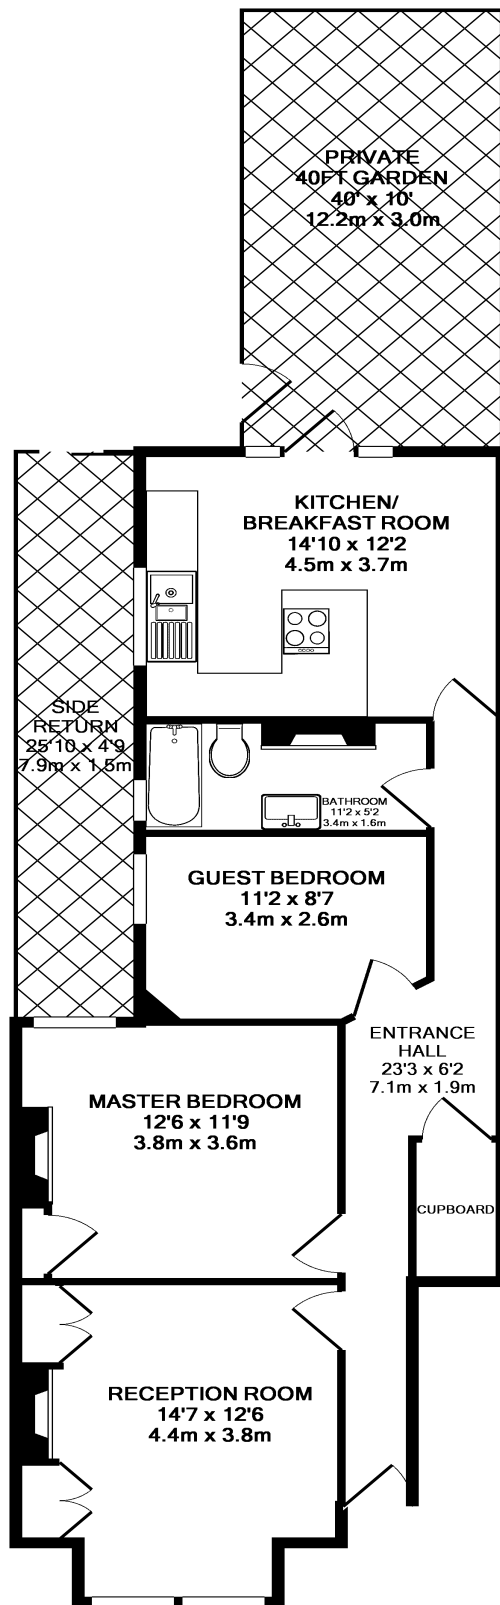 PRIVATE
40FT GARDEN
40' x 10'
12.2m x 3.0m
KITCHEN/
BREAKFAST ROOM
14'10 x 12'2
4.5m x 3.7m
SIDE
RETURN
25'10 x 4'9
7.9m x 1.5m
BATHROOM
11'2 x 5'2
3.4m x 1.6m
GUEST BEDROOM
11'2 x 8'7
3.4m x 2.6m
ENTRANCE
HALL
23'3 x 6'2
7.1m x 1.9m
MASTER BEDROOM
12'6 x 11'9
3.8m x 3.6m
CUPBOARD
RECEPTION ROOM
14'7 x 12'6
4.4m x 3.8m